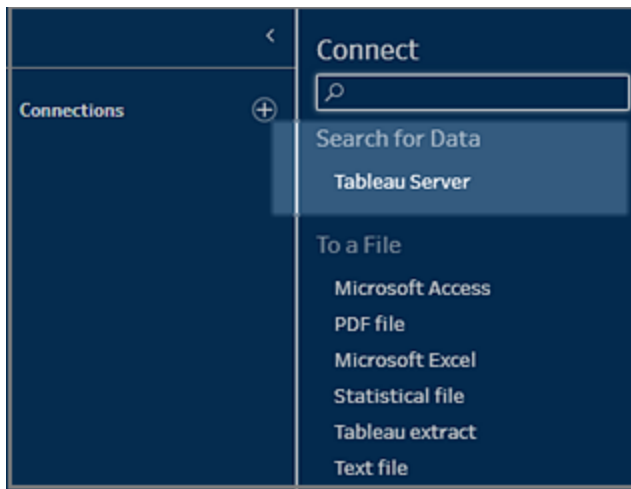 Connections
Connect
Search for Data
Tableau Server
To a File
Microsoft Access
PDF file
Microsoft Excel
Statistical file
Tableau extract
Text file